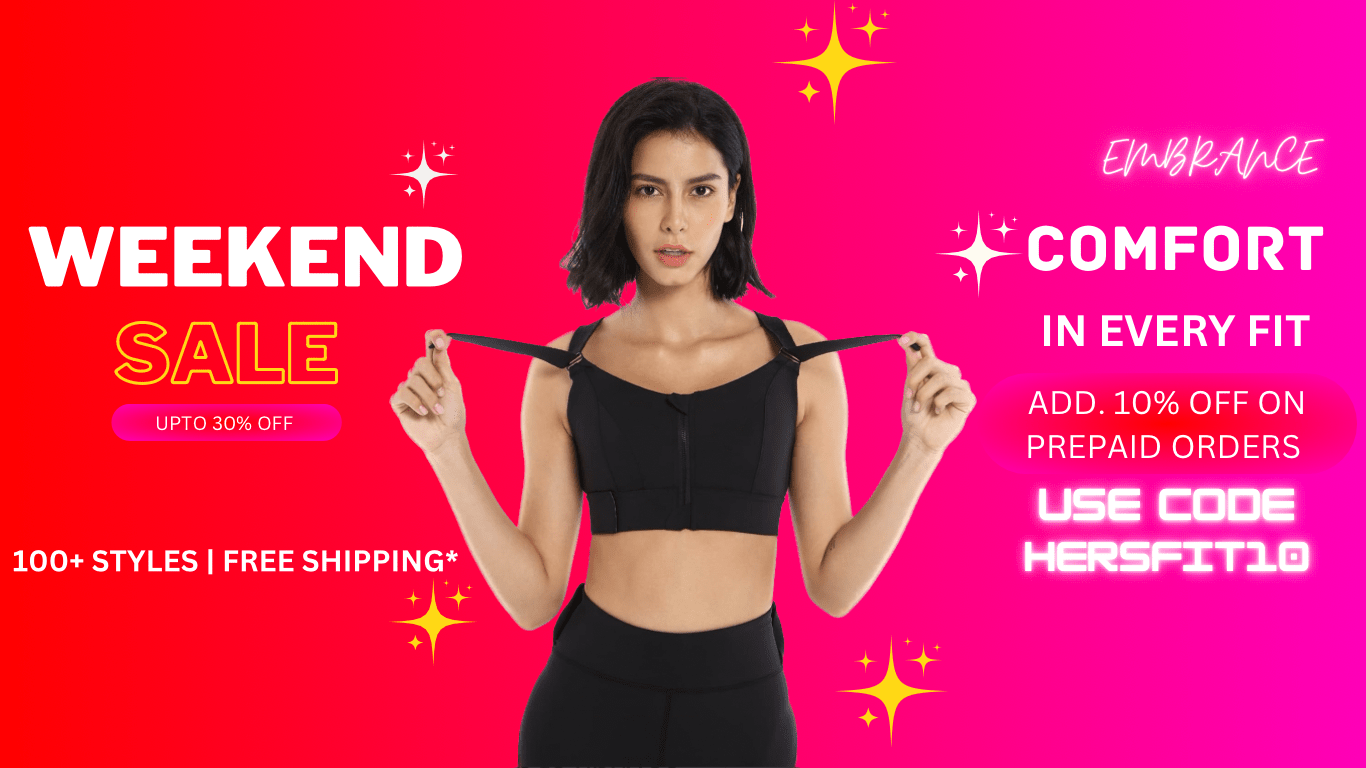 WEEKEND
SALE
UPTO 30% OFF
100+ STYLES | FREE SHIPPING*
EMBRANCE
COMFORT
IN EVERY FIT
ADD. 10% OFF ON
PREPAID ORDERS
USE CODE
HERSFIT10